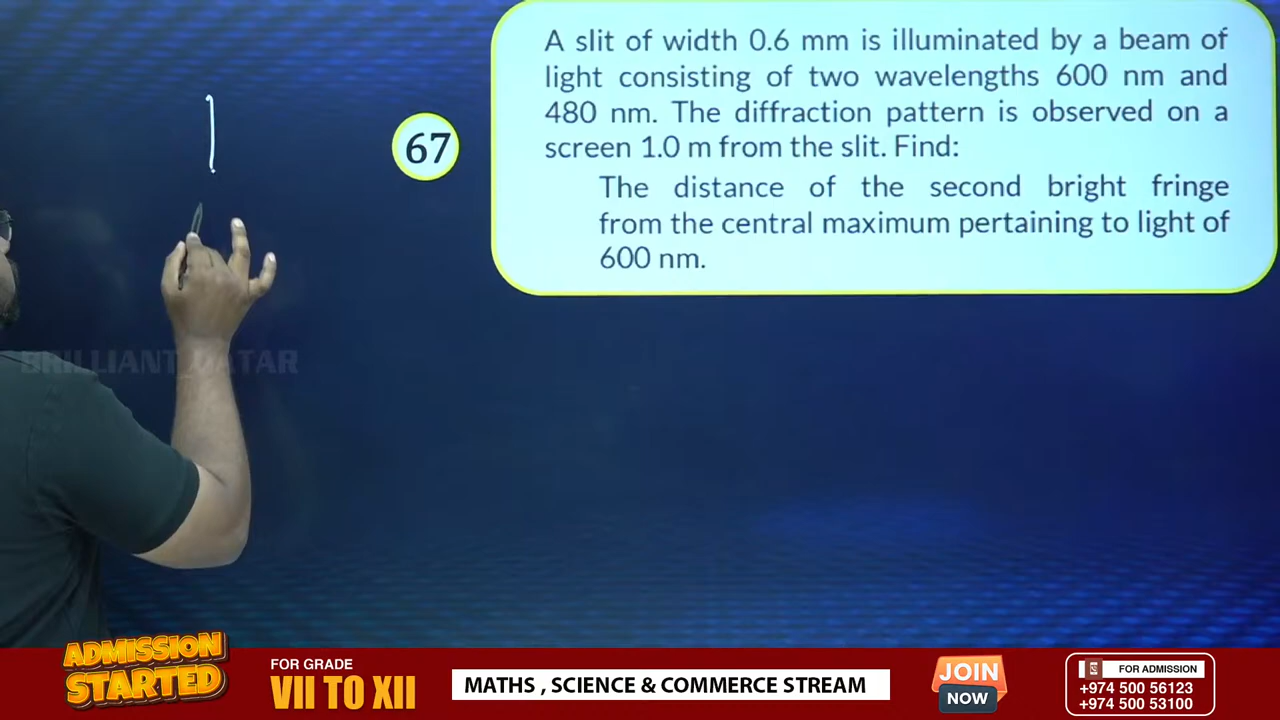 A slit of width 0.6 mm is illuminated by a beam of
light consisting of two wavelengths 600 nm and
480 nm. The diffraction pattern is observed on a
screen 1.0 m from the slit. Find:
67
The distance of the second bright fringe
from the central maximum pertaining to light of
600 nm.
BRILLIANT QATAR
ADMISSION
STARTED
FOR GRADE
VII TO XII
MATHS , SCIENCE & COMMERCE STREAM
JOIN
NOW
FOR ADMISSION
+974 500 56123
+974 500 53100